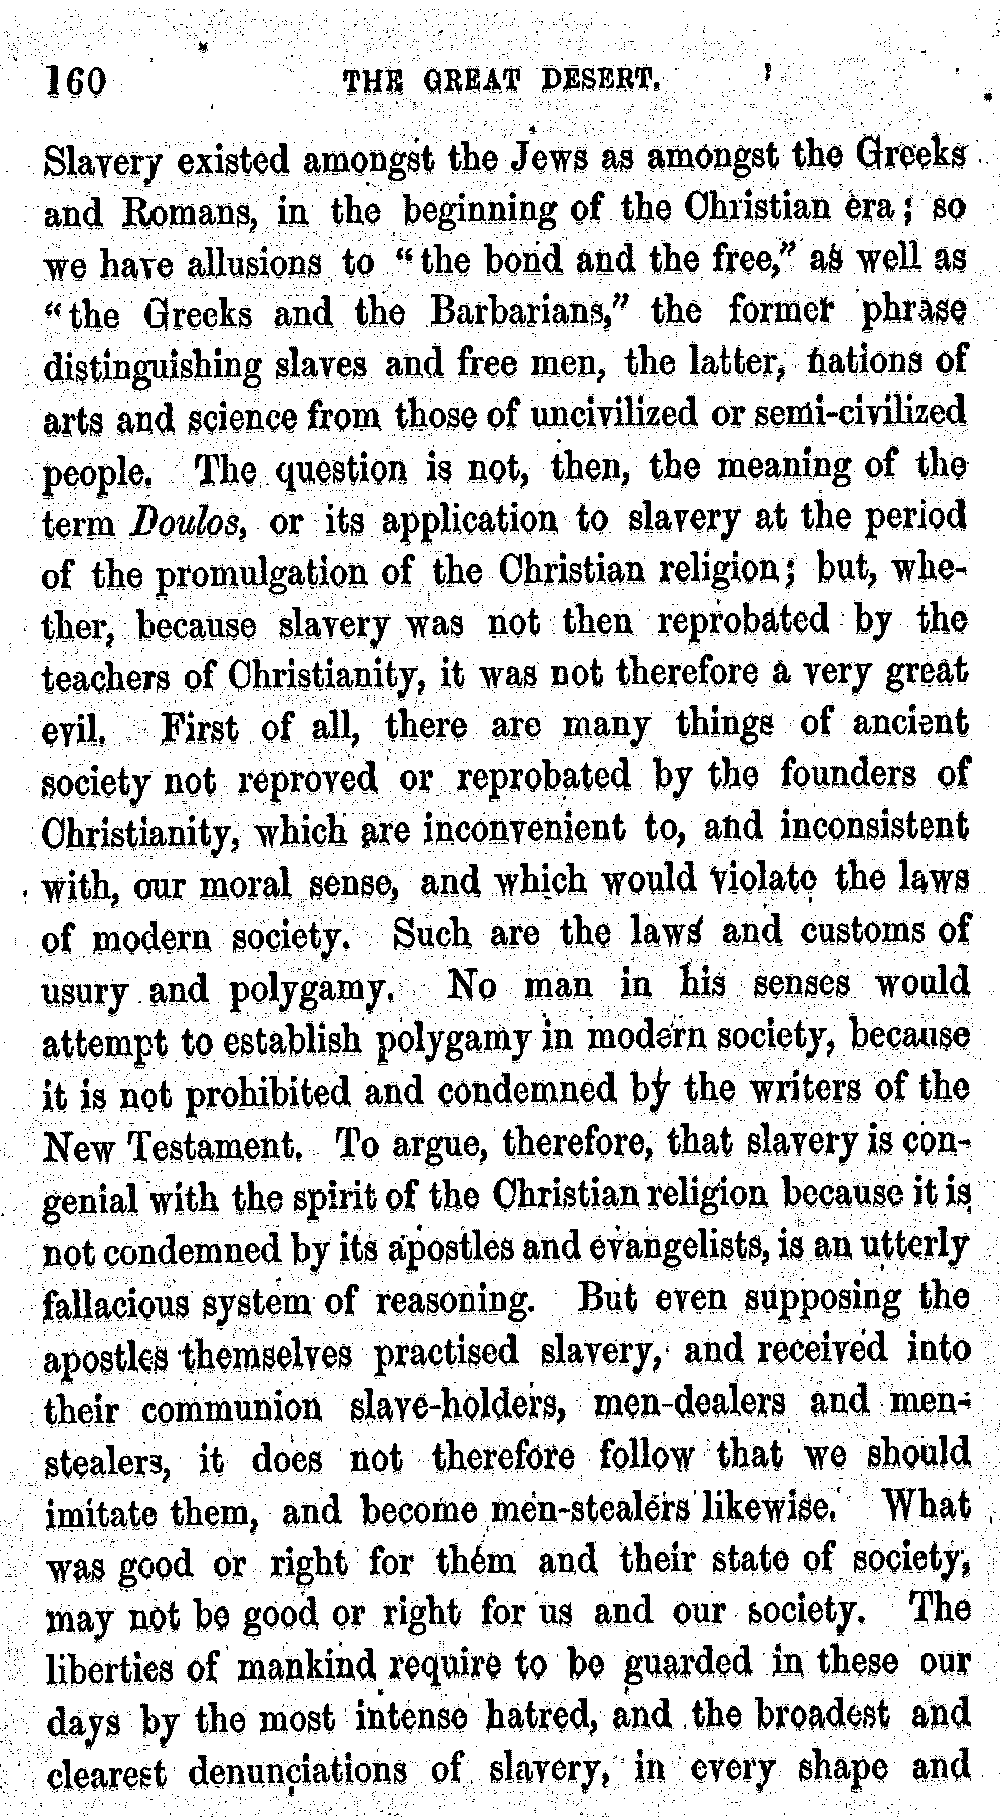 160 THE GREAT DESERT.
Slavery existed amongst the Jews as amongst the Greeks
and Romans, in the beginning of the Christian era; so
we have allusions to "the bond and the free," as well as
"the Greeks and the Barbarians," the former phrase
distinguishing slaves and free men, the latter, nations of
arts and science from those of uncivilized or semi-civilized
people. The question is not, then, the meaning of the
term Doulos, or its application to slavery at the period
of the promulgation of the Christian religion; but, whe-
ther, because slavery was not then reprobated by the
teachers of Christianity, it was not therefore a very great
evil. First of all, there are many things of ancient
society not reproved or reprobated by the founders of
Christianity, which are inconvenient to, and inconsistent
with, our moral sense, and which would violate the laws
of modern society. Such are the laws and customs of
usury and polygamy. No man in his senses would
attempt to establish polygamy in modern society, because
it is not prohibited and condemned by the writers of the
New Testament. To argue, therefore, that slavery is con-
genial with the spirit of the Christian religion because it is
not condemned by its apostles and evangelists, is an utterly
fallacious system of reasoning. But even supposing the
apostles themselves practised slavery, and received into
their communion slave-holders, men-dealers and men-
stealers, it does not therefore follow that we should
imitate them, and become men-stealers likewise. What
was good or right for them and their state of society,
may not be good or right for us and our society. The
liberties of mankind require to be guarded in these our
days by the most intense hatred, and the broadest and
clearest denunciations of slavery, in every shape and